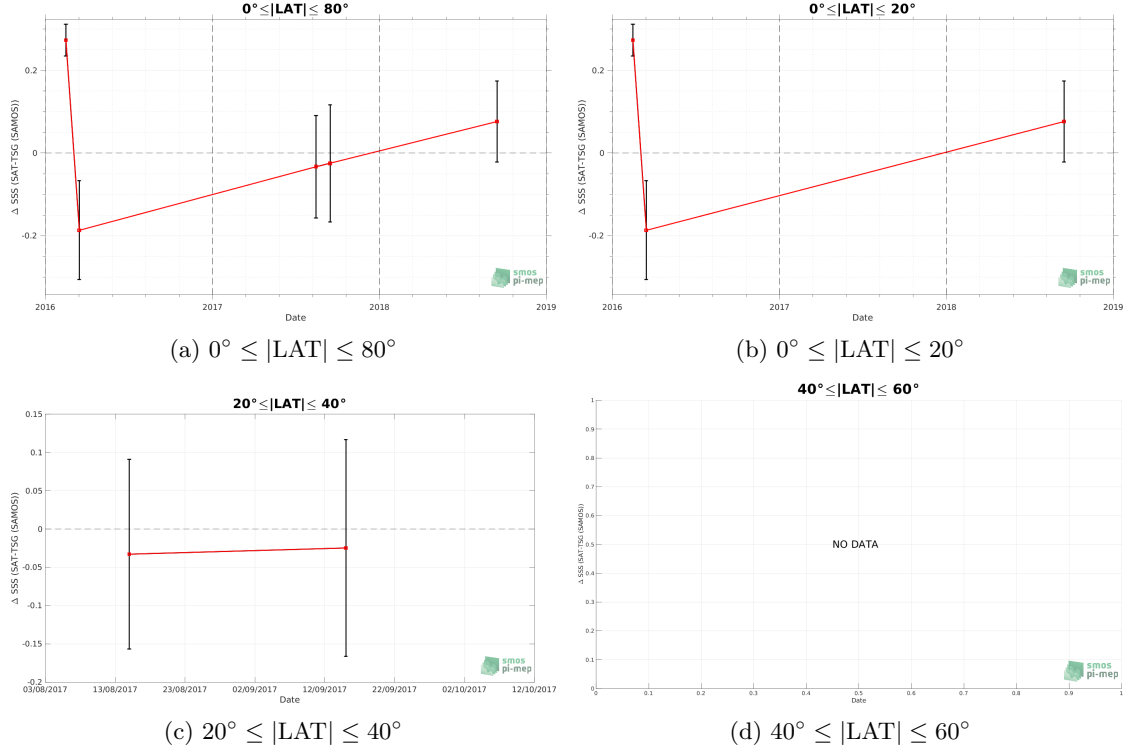 0°≤|LAT|≤ 80°
0.2
0
-0.2
Δ SSS (SAT-TSG (SAMOS))
2016
2017
2018
2019
Date
smos
pi-mep
(a) 0° ≤ |LAT| ≤ 80°
0°≤|LAT|≤ 20°
0.2
0
-0.2
Δ SSS (SAT-TSG (SAMOS))
2016
2017
2018
2019
Date
smos
pi-mep
(b) 0° ≤ |LAT| ≤ 20°
20°≤|LAT|≤ 40°
0.15
0.1
0.05
0
-0.05
-0.1
-0.15
-0.2
Δ SSS (SAT-TSG (SAMOS))
03/08/2017
13/08/2017
23/08/2017
02/09/2017
12/09/2017
22/09/2017
02/10/2017
12/10/2017
Date
smos
pi-mep
(c) 20° ≤ |LAT| ≤ 40°
40°≤|LAT|≤ 60°
1
0.9
0.8
0.7
0.6
0.5
0.4
0.3
0.2
0.1
0
Δ SSS (SAT-TSG (SAMOS))
NO DATA
0
0.1
0.2
0.3
0.4
0.5
0.6
0.7
0.8
0.9
1
Date
smos
pi-mep
(d) 40° ≤ |LAT| ≤ 60°